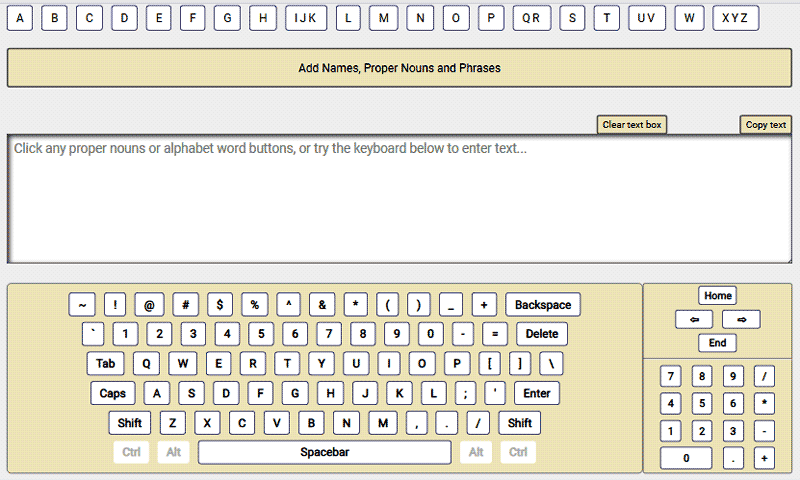 A B C D E F G H IJK L M N O P QR S T UV W XYZ
Add Names, Proper Nouns and Phrases
Clear text box Copy text
Click any proper nouns or alphabet word buttons, or try the keyboard below to enter text...
~ ! @ # $ % ^ & * ( ) _ + Backspace
` 1 2 3 4 5 6 7 8 9 0 - = Delete
Tab Q W E R T Y U I O P [ ] \
Caps A S D F G H J K L ; ' Enter
Shift Z X C V B N M , . / Shift
Ctrl Alt Spacebar Alt Ctrl
Home
⇦ ⇨
End
7 8 9 /
4 5 6 *
1 2 3 -
0 . +